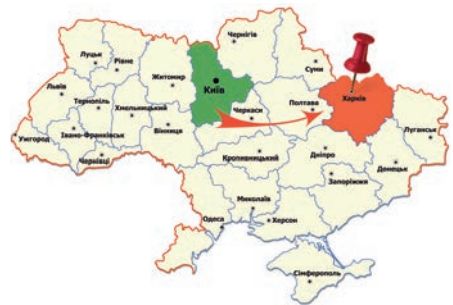 Чернігів
Луцьк
Рівне
Суми
Житомир
Київ
Харків
Львів
Полтава
Тернопіль
Хмельницький
Черкаси
Луганськ
Ужгород
Івано-Франківськ
Вінниця
Чернівці
Кропивницький
Дніпро
Донецьк
Запоріжжя
Миколаїв
Одеса
Херсон
Сімферополь